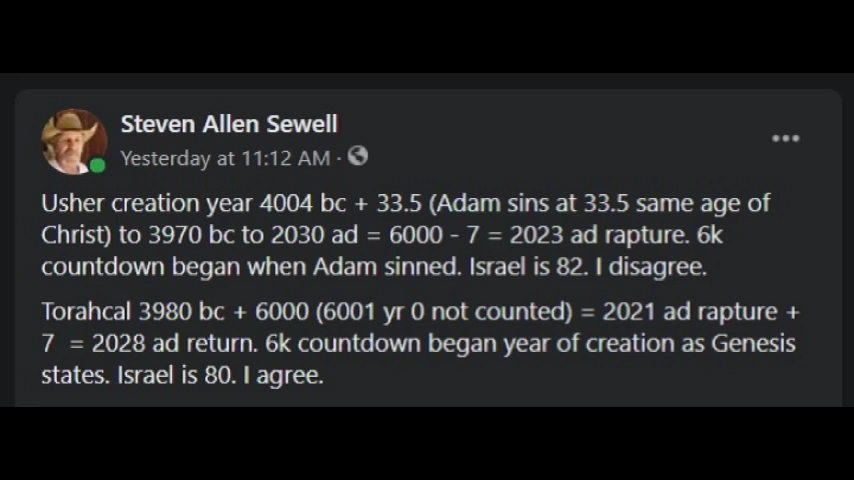 Steven Allen Sewell
Yesterday at 11:12 AM ·
Usher creation year 4004 bc + 33.5 (Adam sins at 33.5 same age of
Christ) to 3970 bc to 2030 ad = 6000 - 7 = 2023 ad rapture. 6k
countdown began when Adam sinned. Israel is 82. I disagree.
Torahcal 3980 bc + 6000 (6001 yr 0 not counted) = 2021 ad rapture +
7 = 2028 ad return. 6k countdown began year of creation as Genesis
states. Israel is 80. I agree.